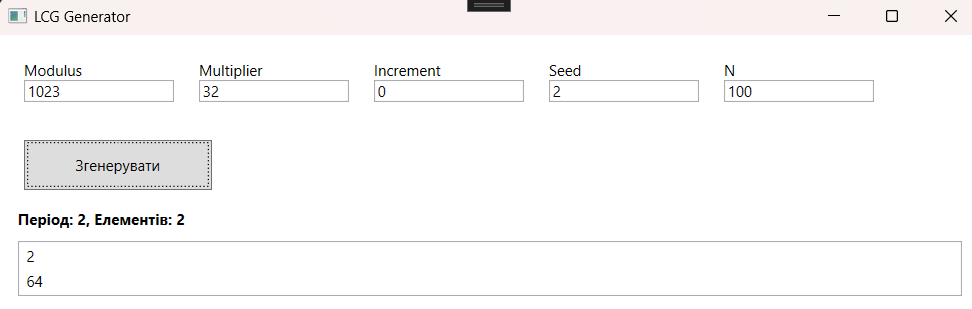 LCG Generator
Modulus Multiplier Increment Seed N
1023 32 0 2 100
Згенерувати
Період: 2, Елементів: 2
2
64